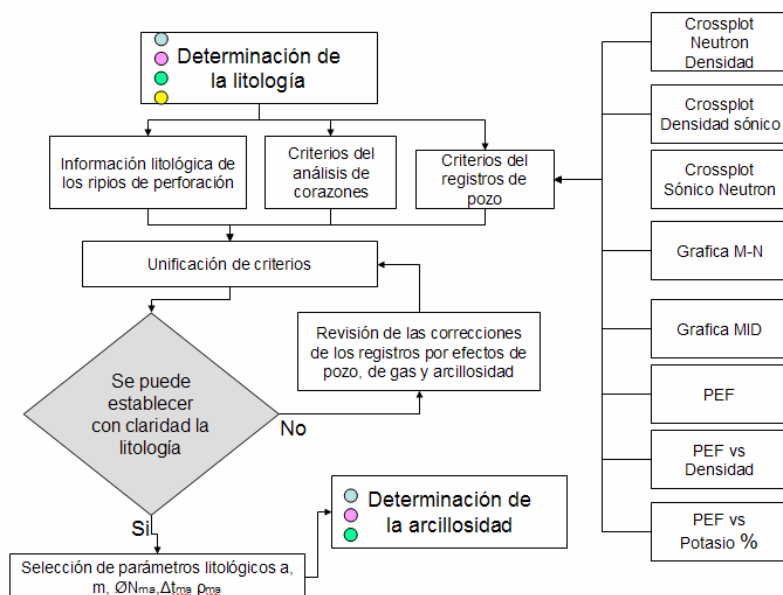 Determinación de
la litología
Información litológica de
los ripios de perforación
Criterios del
análisis de
corazones
Criterios del
registros de
pozo
Unificación de criterios
Revisión de las correcciones
de los registros por efectos de
pozo, de gas y arcillosidad
Se puede
establecer
con claridad la
litología
No
Si
Selección de parámetros litológicos a,
m, ØNma,Δtma ρma
Determinación de
la arcillosidad
Crossplot
Neutron
Densidad
Crossplot
Densidad sónico
Crossplot
Sónico Neutron
Grafica M-N
Grafica MID
PEF
PEF vs
Densidad
PEF vs
Potasio %